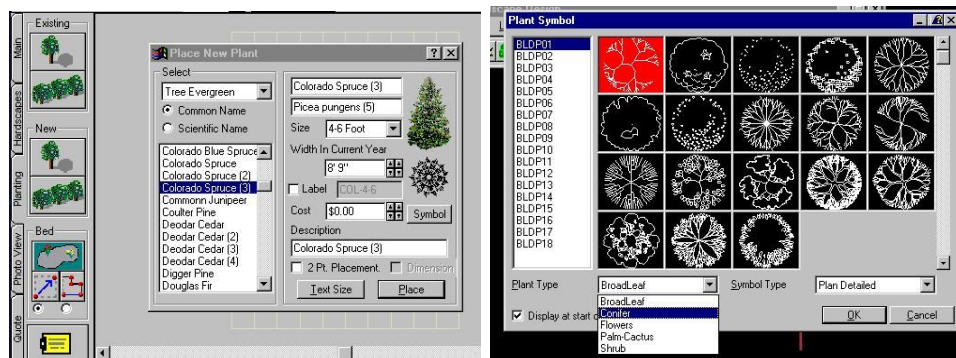 Existing
Main
Hardscapes
New
Planting
Bed
Photo View
Quote
Place New Plant
Select
Tree Evergreen
Common Name
Scientific Name
Colorado Blue Spruce
Colorado Spruce
Colorado Spruce (2)
Colorado Spruce (3)
Commonn Junipeer
Coulter Pine
Deodar Cedar
Deodar Cedar (2)
Deodar Cedar (3)
Deodar Cedar (4)
Digger Pine
Douglas Fir
Colorado Spruce (3)
Picea pungens (5)
Size 4-6 Foot
Width In Current Year
8' 9"
Label COL-4-6
Cost $0.00 Symbol
Description
Colorado Spruce (3)
2 Pt. Placement. Dimension
Text Size Place
Plant Symbol
BLDP01
BLDP02
BLDP03
BLDP04
BLDP05
BLDP06
BLDP07
BLDP08
BLDP09
BLDP10
BLDP11
BLDP12
BLDP13
BLDP14
BLDP15
BLDP16
BLDP17
BLDP18
Plant Type BroadLeaf Symbol Type Plan Detailed
BroadLeaf
Conifer
Flowers
Palm-Cactus
Shrub
Display at start
OK Cancel